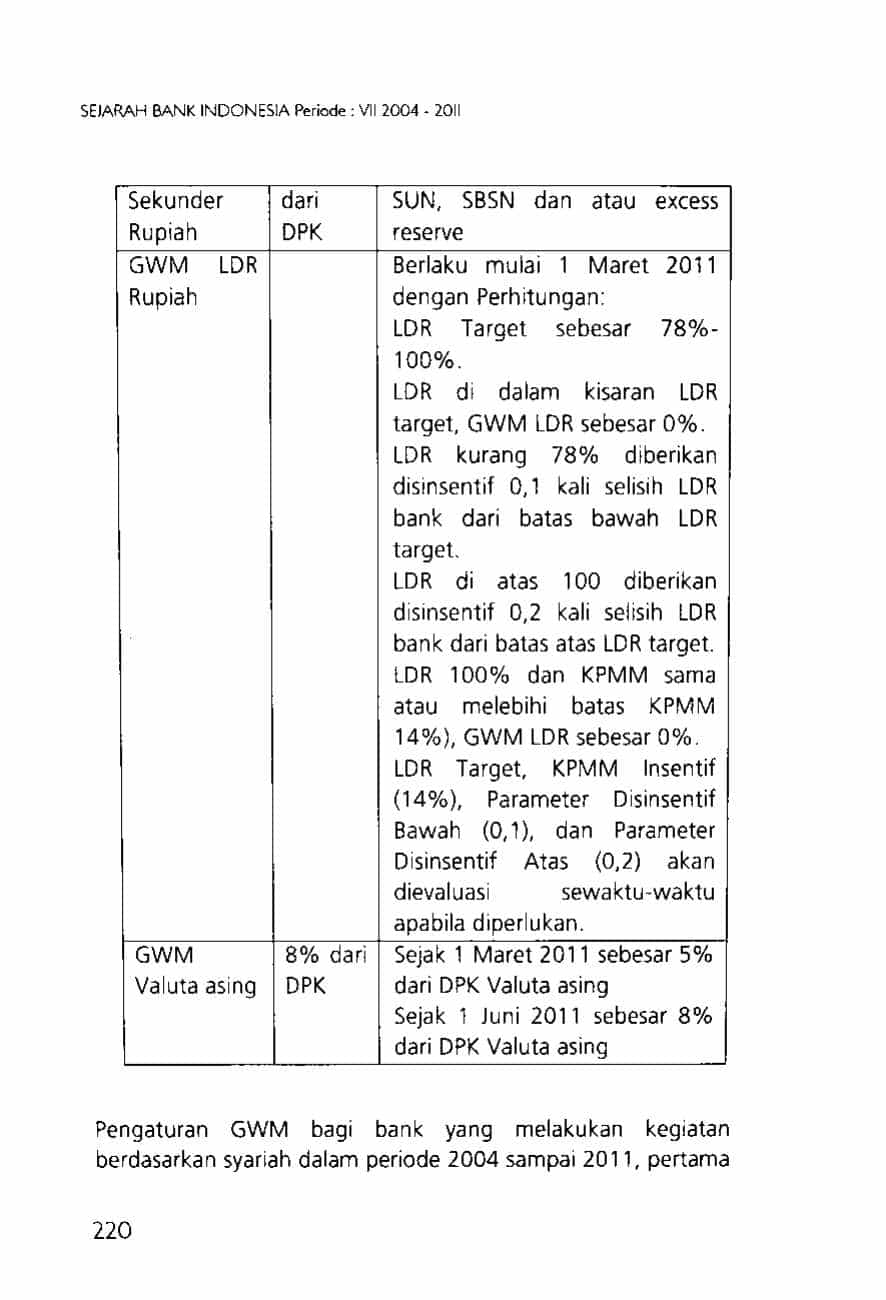 SEJARAH BANK INDONESIA Periode : VII 2004 - 2011
Sekunder dari SUN, SBSN dan atau excess
Rupiah DPK reserve
GWM LDR Berlaku mulai 1 Maret 2011
Rupiah dengan Perhitungan:
LDR Target sebesar 78%-
100%.
LDR di dalam kisaran LDR
target, GWM LDR sebesar 0%.
LDR kurang 78% diberikan
disinsentif 0,1 kali selisih LDR
bank dari batas bawah LDR
target.
LDR di atas 100 diberikan
disinsentif 0,2 kali selisih LDR
bank dari batas atas LDR target.
LDR 100% dan KPMM sama
atau melebihi batas KPMM
14%), GWM LDR sebesar 0%.
LDR Target, KPMM Insentif
(14%), Parameter Disinsentif
Bawah (0,1), dan Parameter
Disinsentif Atas (0,2) akan
dievaluasi sewaktu-waktu
apabila diperlukan.
GWM 8% dari Sejak 1 Maret 2011 sebesar 5%
Valuta asing DPK dari DPK Valuta asing
Sejak 1 Juni 2011 sebesar 8%
dari DPK Valuta asing
Pengaturan GWM bagi bank yang melakukan kegiatan
berdasarkan syariah dalam periode 2004 sampai 2011, pertama
220